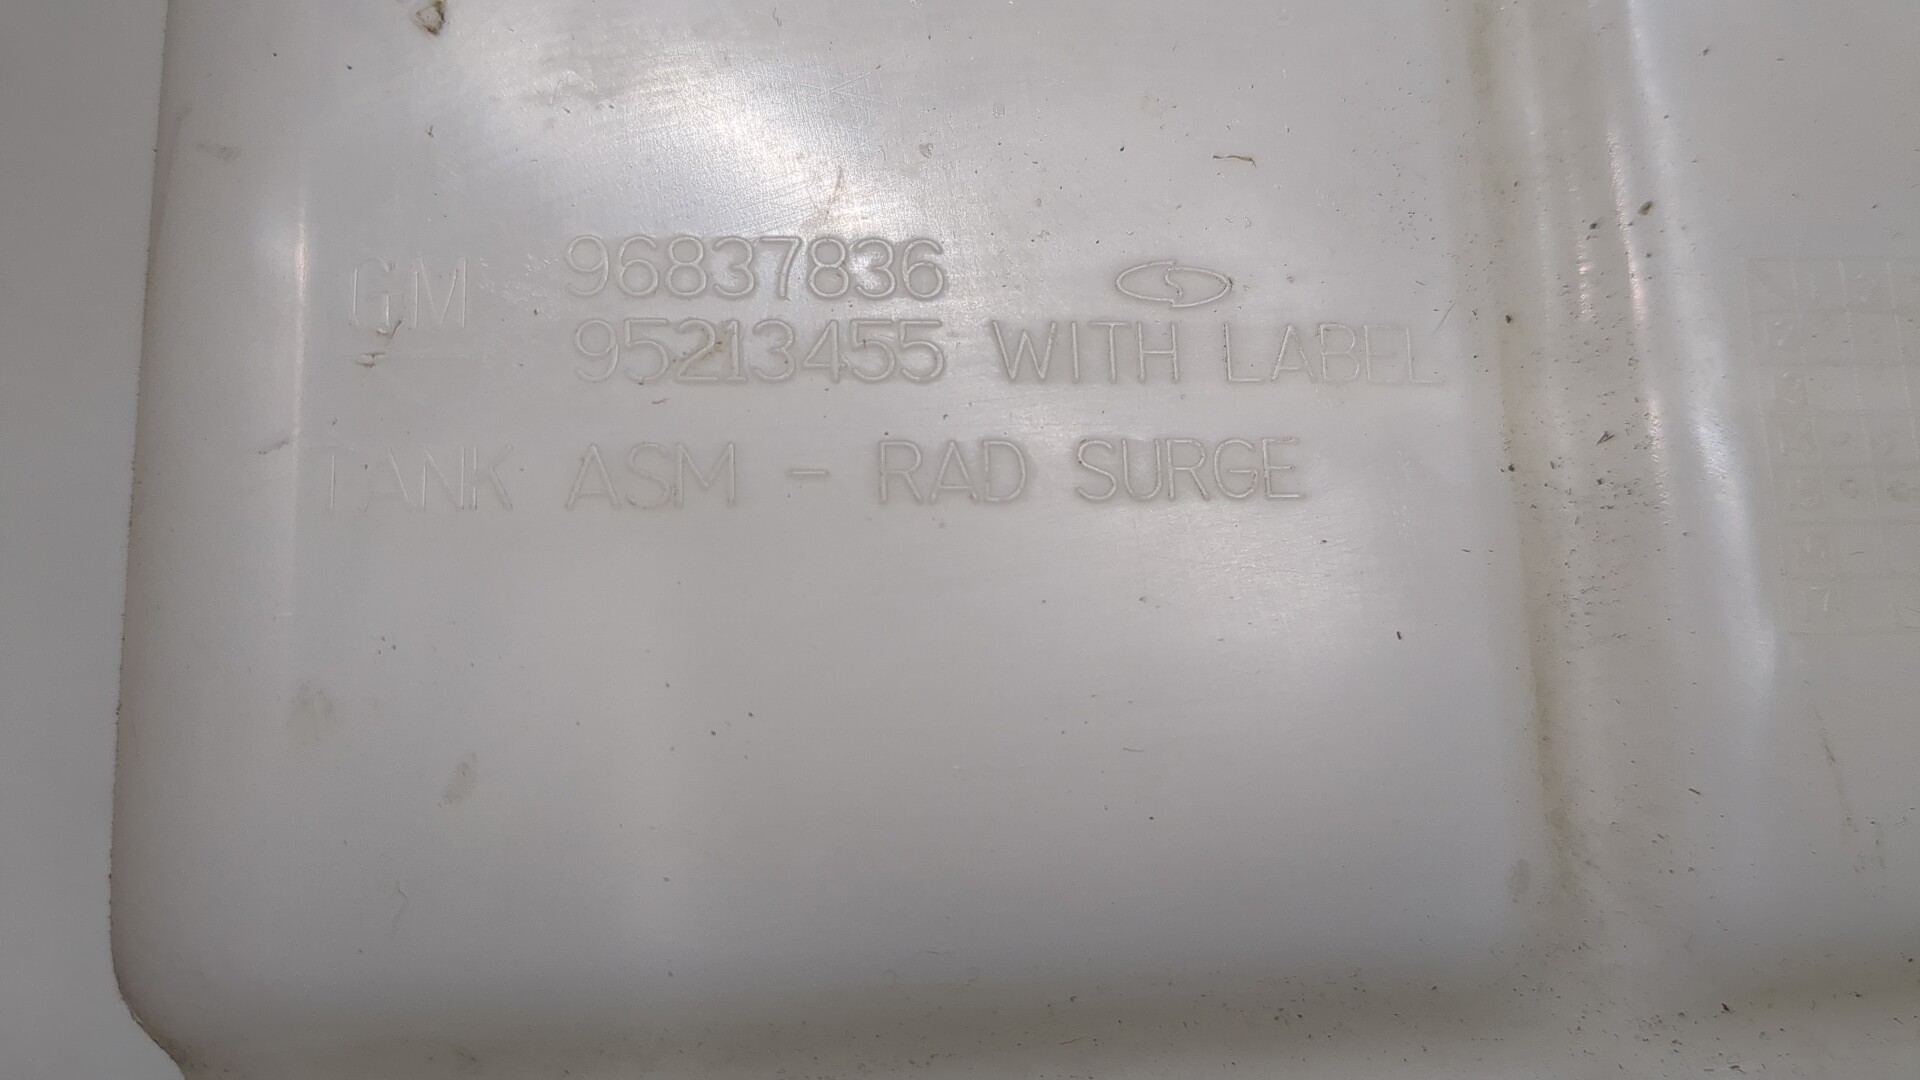 GM 96837836
95213455 WITH LABEL
TANK ASM - RAD SURGE